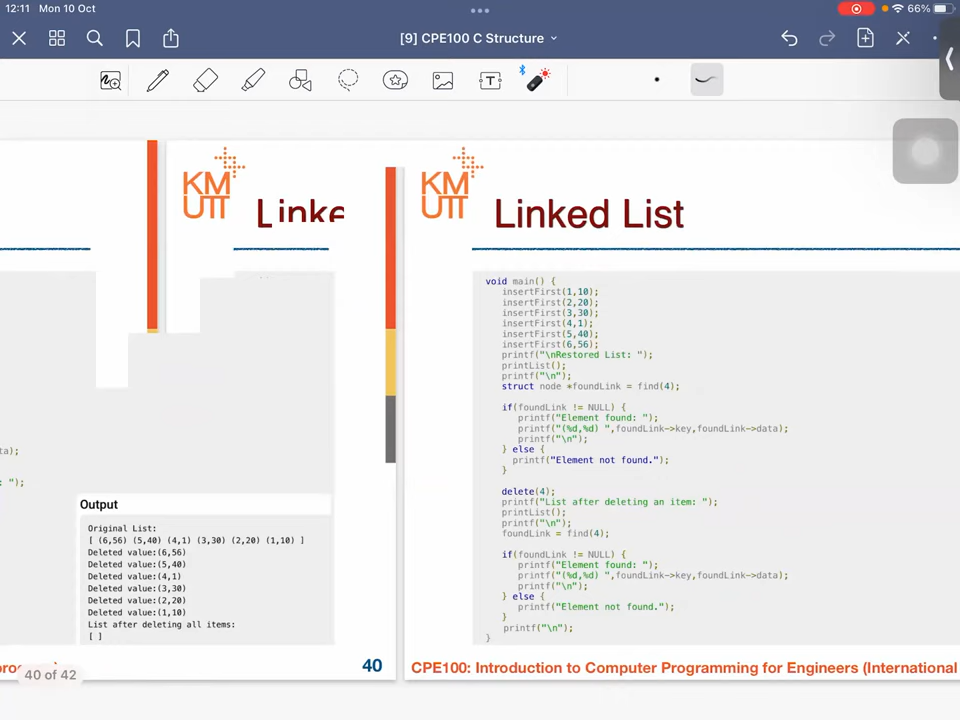 12:11 Mon 10 Oct
66%
[9] CPE100 C Structure
T
KM
UTT
Linke
ta);
: ");
Output
Original List:
[ (6,56) (5,40) (4,1) (3,30) (2,20) (1,10) ]
Deleted value:(6,56)
Deleted value:(5,40)
Deleted value:(4,1)
Deleted value:(3,30)
Deleted value:(2,20)
Deleted value:(1,10)
List after deleting all items:
[ ]
40 of 42
40
KM
UTT
Linked List
void main() {
insertFirst(1,10);
insertFirst(2,20);
insertFirst(3,30);
insertFirst(4,1);
insertFirst(5,40);
insertFirst(6,56);
printf("\nRestored List: ");
printList();
printf("\n");
struct node *foundLink = find(4);
if(foundLink != NULL) {
printf("Element found: ");
printf("(%d,%d) ",foundLink->key,foundLink->data);
printf("\n");
} else {
printf("Element not found.");
}
delete(4);
printf("List after deleting an item: ");
printList();
printf("\n");
foundLink = find(4);
if(foundLink != NULL) {
printf("Element found: ");
printf("(%d,%d) ",foundLink->key,foundLink->data);
printf("\n");
} else {
printf("Element not found.");
}
printf("\n");
}
CPE100: Introduction to Computer Programming for Engineers (International